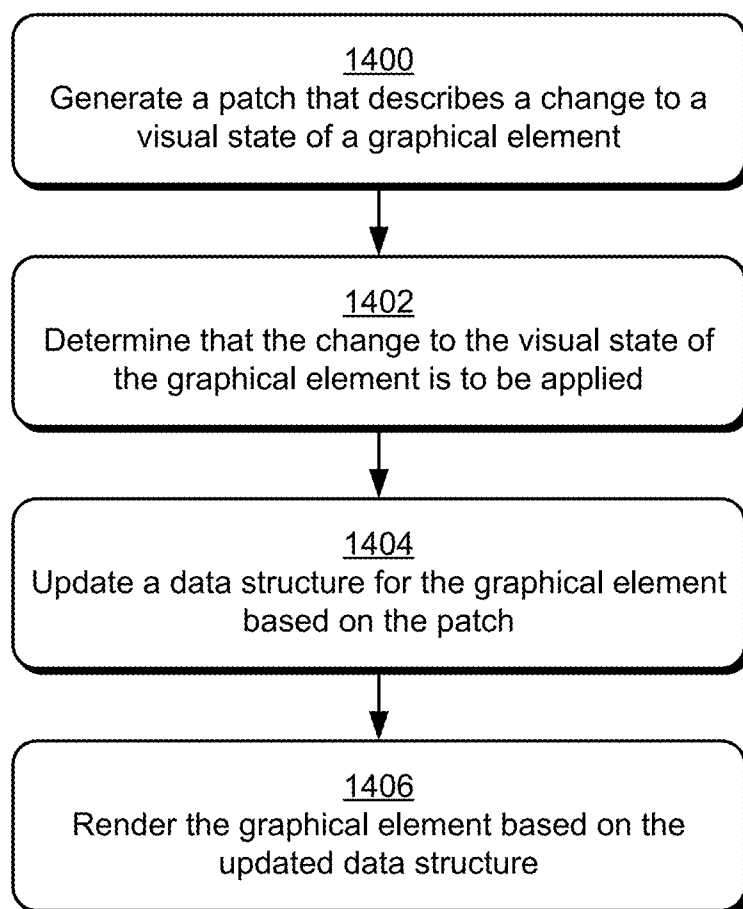 1400
Generate a patch that describes a change to a
visual state of a graphical element
1402
Determine that the change to the visual state of
the graphical element is to be applied
1404
Update a data structure for the graphical element
based on the patch
1406
Render the graphical element based on the
updated data structure